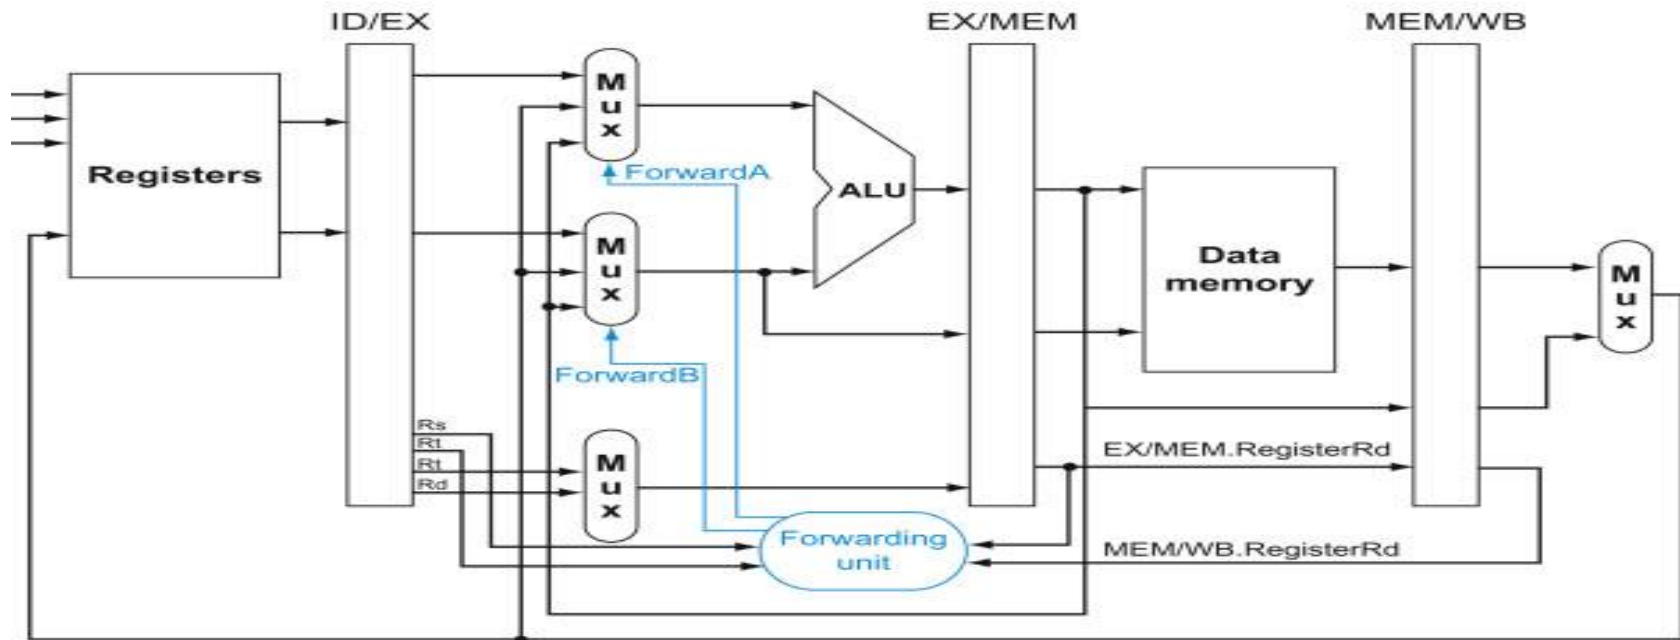 ID/EX
EX/MEM
MEM/WB
M
u
x
Registers
ForwardA
ALU
M
u
x
Data
memory
M
u
x
ForwardB
Rs
Rt
Rt
Rd
M
u
x
EX/MEM.RegisterRd
Forwarding
unit
MEM/WB.RegisterRd